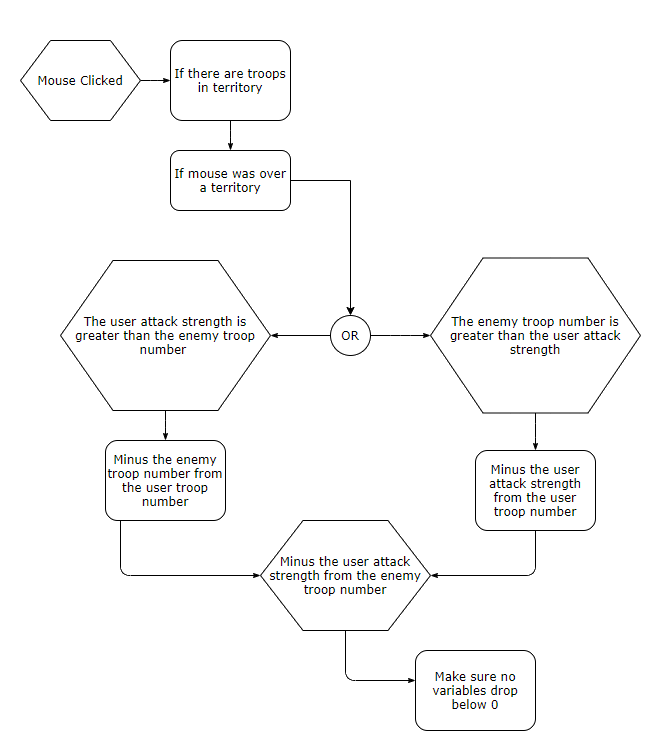 Mouse Clicked
If there are troops
in territory
If mouse was over
a territory
OR
The user attack strength is
greater than the enemy troop
number
The enemy troop number is
greater than the user attack
strength
Minus the enemy
troop number from
the user troop
number
Minus the user
attack strength
from the user
troop number
Minus the user attack
strength from the enemy
troop number
Make sure no
variables drop
below 0